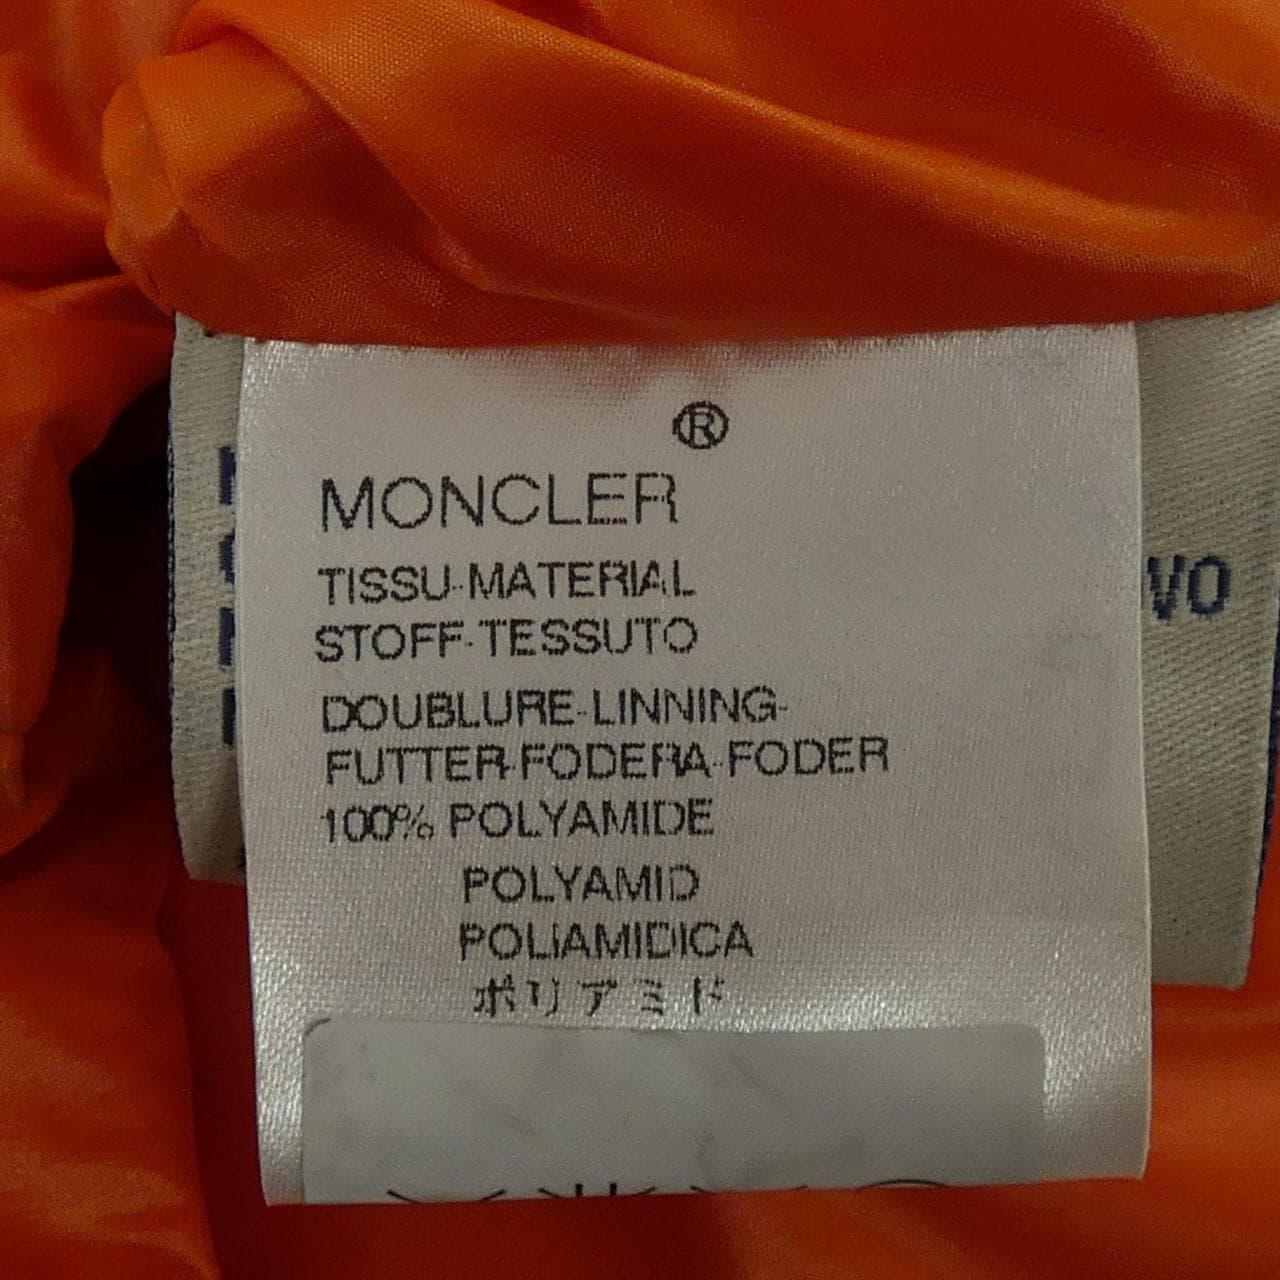 ®
MONCLER
TISSU-MATERIAL
STOFF-TESSUTO
DOUBLURE-LINNING-
FUTTER-FODERA-FODER
100% POLYAMIDE
POLYAMID
POLIAMIDICA
ポリアミド
VO